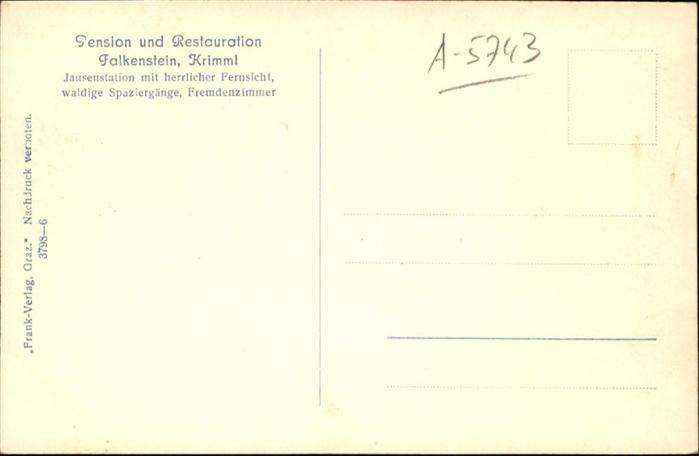 Pension und Restauration
Falkenstein, Krimml
Jausenstation mit herrlicher Fernsicht,
waldige Spaziergänge, Fremdenzimmer
A-5743
„Frank-Verlag, Graz.“ Nachdruck verboten.
3798—6